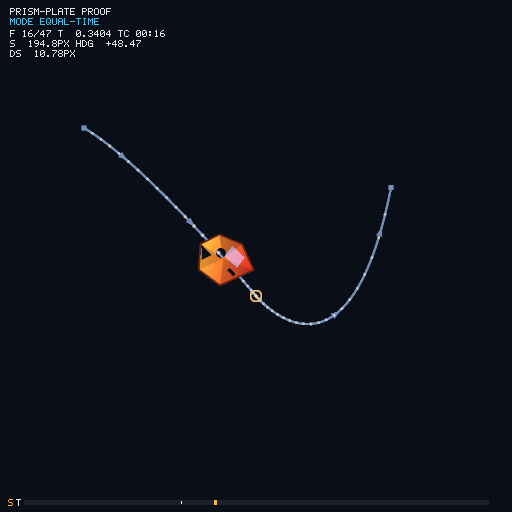 PRISM-PLATE PROOF
MODE EQUAL-TIME
F 16/47 T 0.3404 TC 00:16
S 194.8PX HDG +48.47
DS 10.78PX
ST